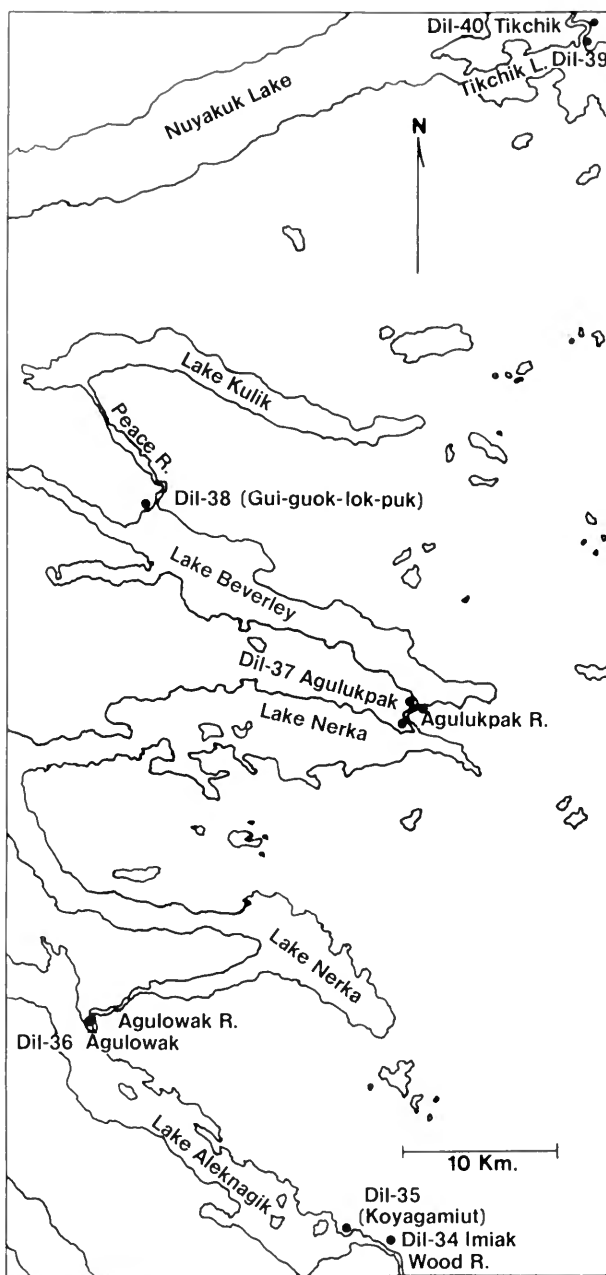 Dil-40 Tikchik
Dil-39
Tikchik L.
Nuyakuk Lake
N
Lake Kulik
Peace R.
Dil-38 (Gui-guok-lok-puk)
Lake Beverley
Dil-37 Agulukpak
Agulukpak R.
Lake Nerka
Lake Nerka
Agulowak R.
Dil-36 Agulowak
Lake Aleknagik
10 Km.
Dil-35
(Koyagamiut)
Dil-34 Imiak
Wood R.